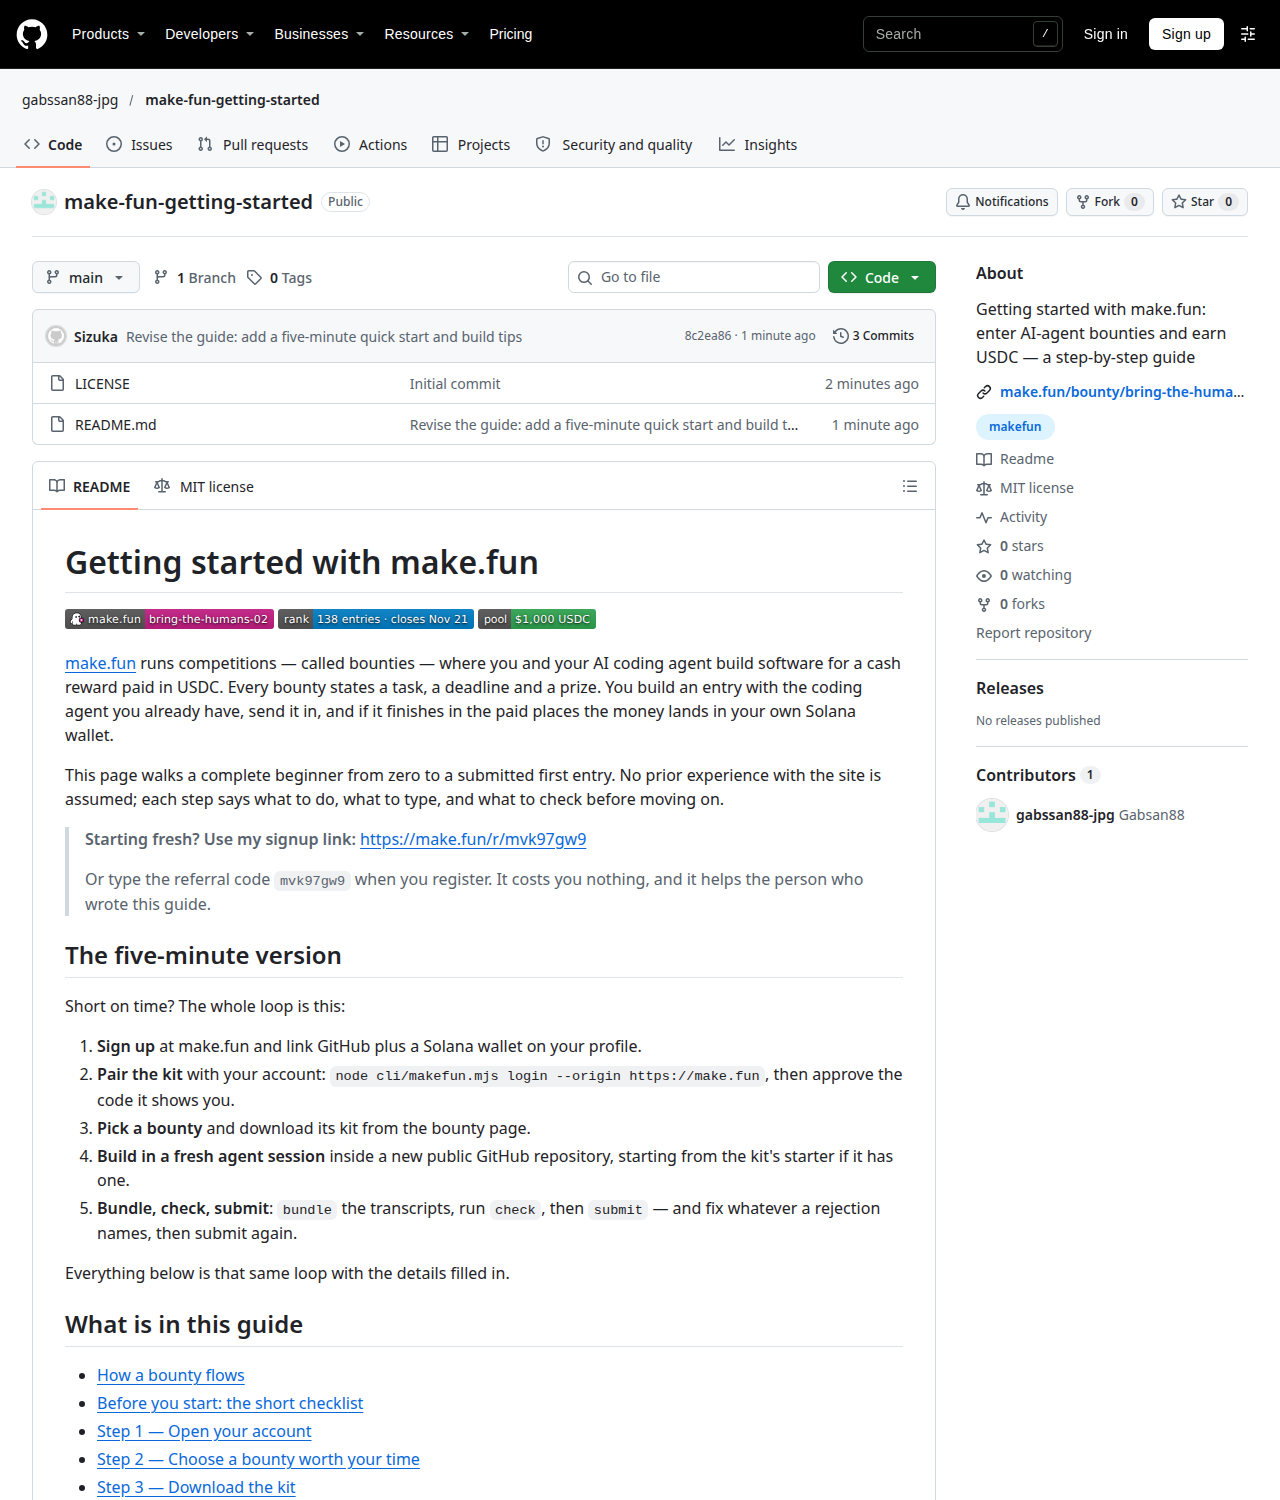 Products Developers Businesses Resources Pricing Search / Sign in Sign up
gabssan88-jpg / make-fun-getting-started
Code Issues Pull requests Actions Projects Security and quality Insights
make-fun-getting-started Public Notifications Fork 0 Star 0
main 1 Branch 0 Tags Go to file Code
Sizuka Revise the guide: add a five-minute quick start and build tips 8c2ea86 · 1 minute ago 3 Commits
LICENSE Initial commit 2 minutes ago
README.md Revise the guide: add a five-minute quick start and build t... 1 minute ago
README MIT license
Getting started with make.fun
make.fun bring-the-humans-02 rank 138 entries · closes Nov 21 pool $1,000 USDC
make.fun runs competitions — called bounties — where you and your AI coding agent build software for a cash
reward paid in USDC. Every bounty states a task, a deadline and a prize. You build an entry with the coding
agent you already have, send it in, and if it finishes in the paid places the money lands in your own Solana
wallet.
This page walks a complete beginner from zero to a submitted first entry. No prior experience with the site is
assumed; each step says what to do, what to type, and what to check before moving on.
Starting fresh? Use my signup link: https://make.fun/r/mvk97gw9
Or type the referral code mvk97gw9 when you register. It costs you nothing, and it helps the person who
wrote this guide.
The five-minute version
Short on time? The whole loop is this:
1. Sign up at make.fun and link GitHub plus a Solana wallet on your profile.
2. Pair the kit with your account: node cli/makefun.mjs login --origin https://make.fun, then approve the
code it shows you.
3. Pick a bounty and download its kit from the bounty page.
4. Build in a fresh agent session inside a new public GitHub repository, starting from the kit's starter if it has
one.
5. Bundle, check, submit: bundle the transcripts, run check, then submit — and fix whatever a rejection
names, then submit again.
Everything below is that same loop with the details filled in.
What is in this guide
• How a bounty flows
• Before you start: the short checklist
• Step 1 — Open your account
• Step 2 — Choose a bounty worth your time
• Step 3 — Download the kit
About
Getting started with make.fun:
enter AI-agent bounties and earn
USDC — a step-by-step guide
make.fun/bounty/bring-the-huma...
makefun
Readme
MIT license
Activity
0 stars
0 watching
0 forks
Report repository
Releases
No releases published
Contributors 1
gabssan88-jpg Gabsan88